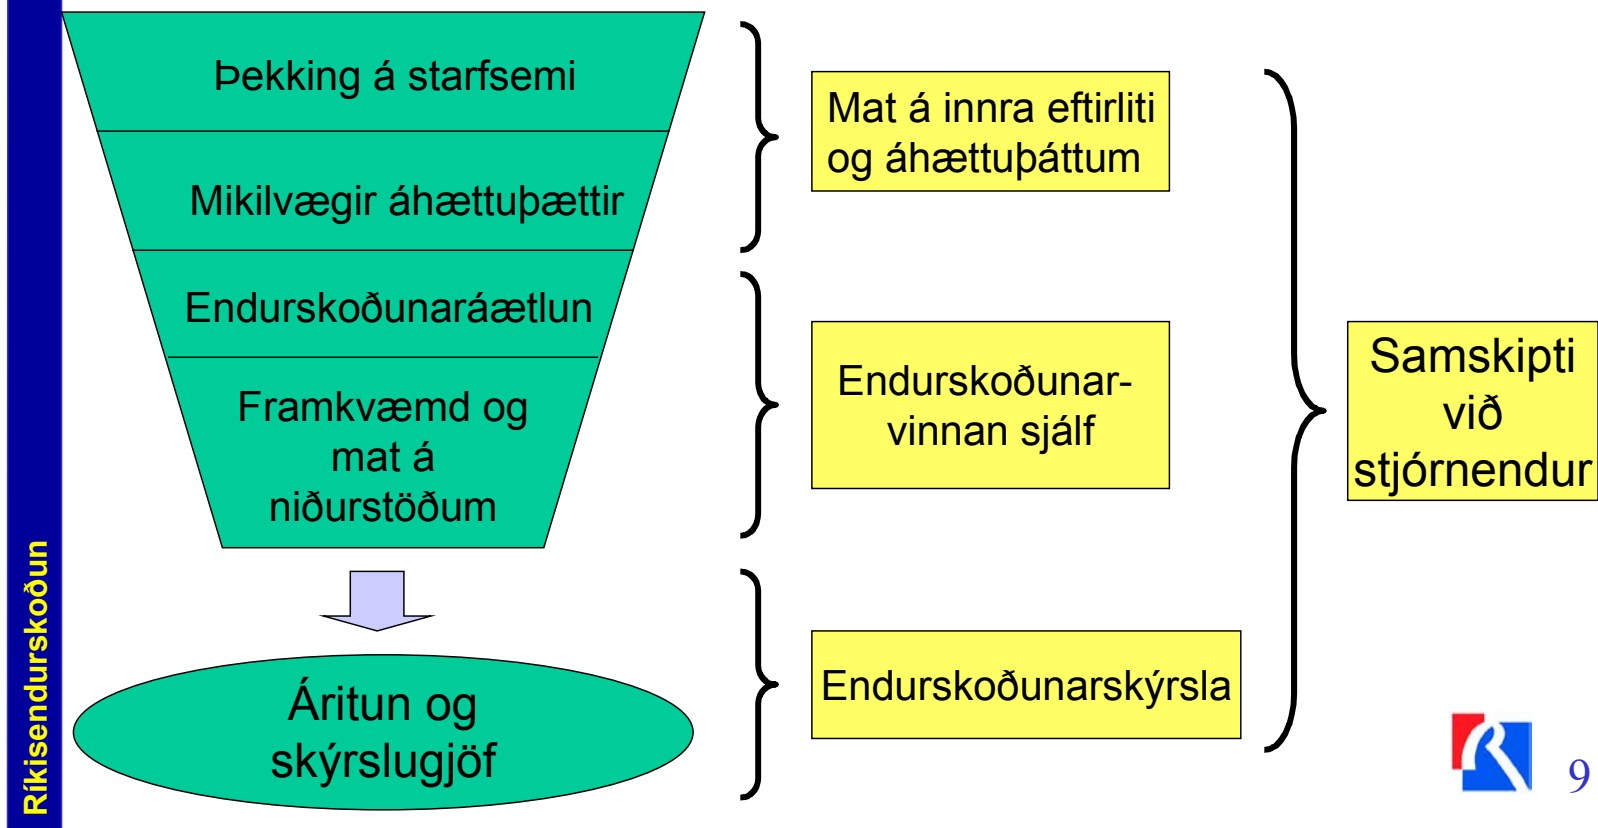 Þekking á starfsemi
Mikilvægir áhættuþættir
Endurskoðunaráætlun
Framkvæmd og
mat á
niðurstöðum
Áritun og
skýrslugjöf
Mat á innra eftirliti
og áhættuþáttum
Endurskoðunar-
vinnan sjálf
Endurskoðunarskýrsla
Samskipti
við
stjórnendur
Ríkisendurskoðun
9